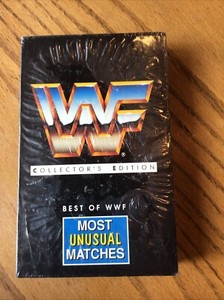 WWF
®
COLLECTOR'S EDITION
BEST OF WWF
MOST
UNUSUAL
MATCHES